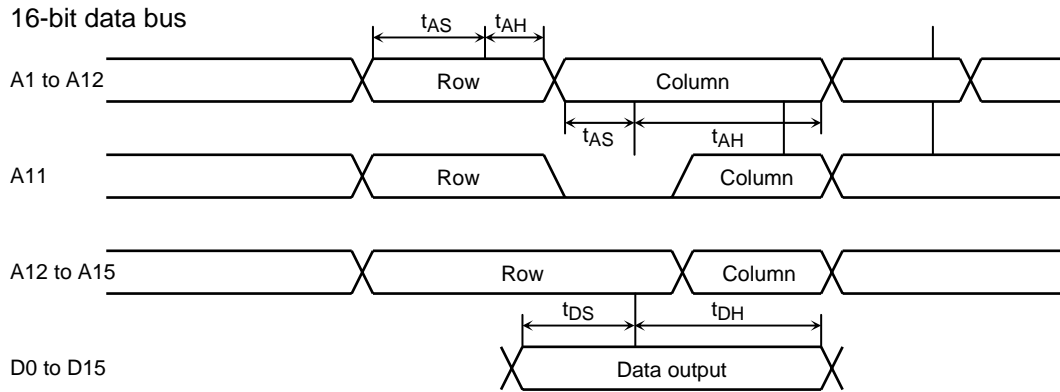 16-bit data bus
tAS tAH
A1 to A12 Row Column
tAS tAH
A11 Row Column
A12 to A15 Row Column
tDS tDH
D0 to D15 Data output